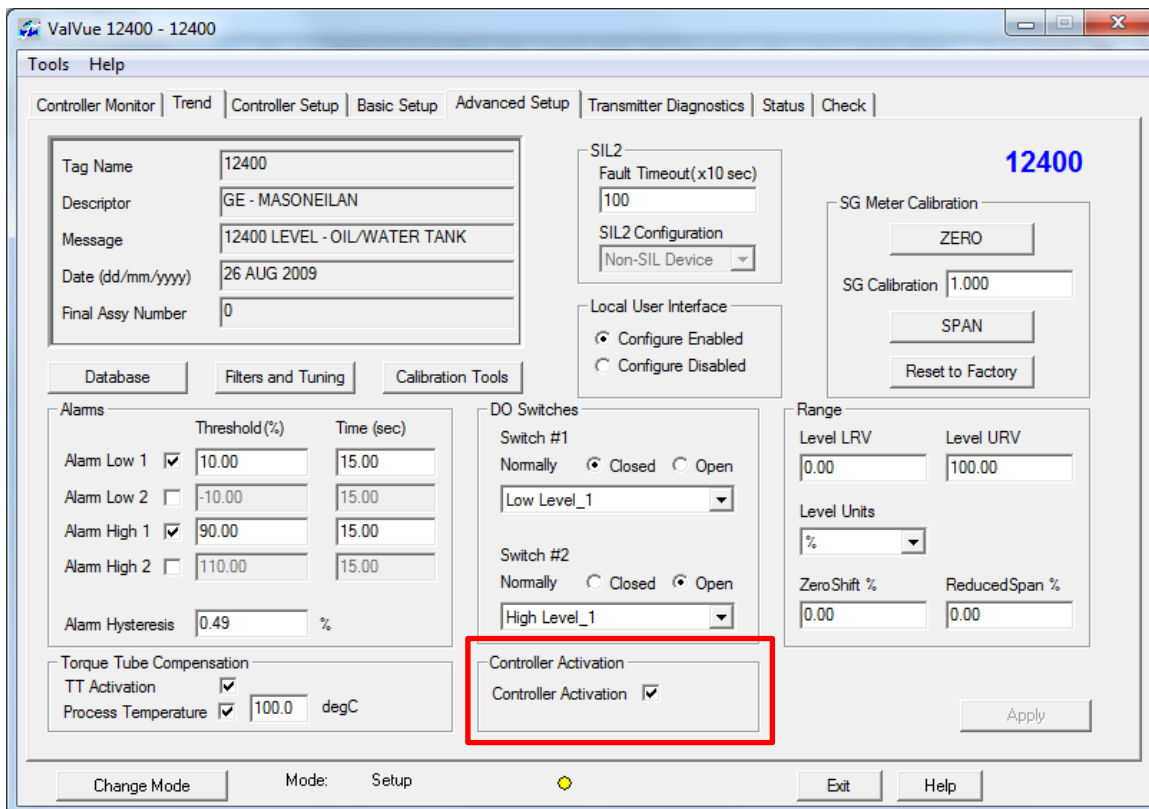 ValVue 12400 - 12400
Tools Help
Controller Monitor Trend Controller Setup Basic Setup Advanced Setup Transmitter Diagnostics Status Check
Tag Name 12400
Descriptor GE - MASONEILAN
Message 12400 LEVEL - OIL/WATER TANK
Date (dd/mm/yyyy) 26 AUG 2009
Final Assy Number 0
SIL2
Fault Timeout(x10 sec)
100
SIL2 Configuration
Non-SIL Device
12400
SG Meter Calibration
ZERO
SG Calibration 1.000
SPAN
Reset to Factory
Local User Interface
Configure Enabled
Configure Disabled
Database Filters and Tuning Calibration Tools
Alarms
Threshold(%) Time (sec)
Alarm Low 1 10.00 15.00
Alarm Low 2 -10.00 15.00
Alarm High 1 90.00 15.00
Alarm High 2 110.00 15.00
Alarm Hysteresis 0.49 %
DO Switches
Switch #1
Normally Closed Open
Low Level_1
Switch #2
Normally Closed Open
High Level_1
Range
Level LRV Level URV
0.00 100.00
Level Units
%
ZeroShift % ReducedSpan %
0.00 0.00
Torque Tube Compensation
TT Activation
Process Temperature 100.0 degC
Controller Activation
Controller Activation
Apply
Change Mode Mode: Setup Exit Help